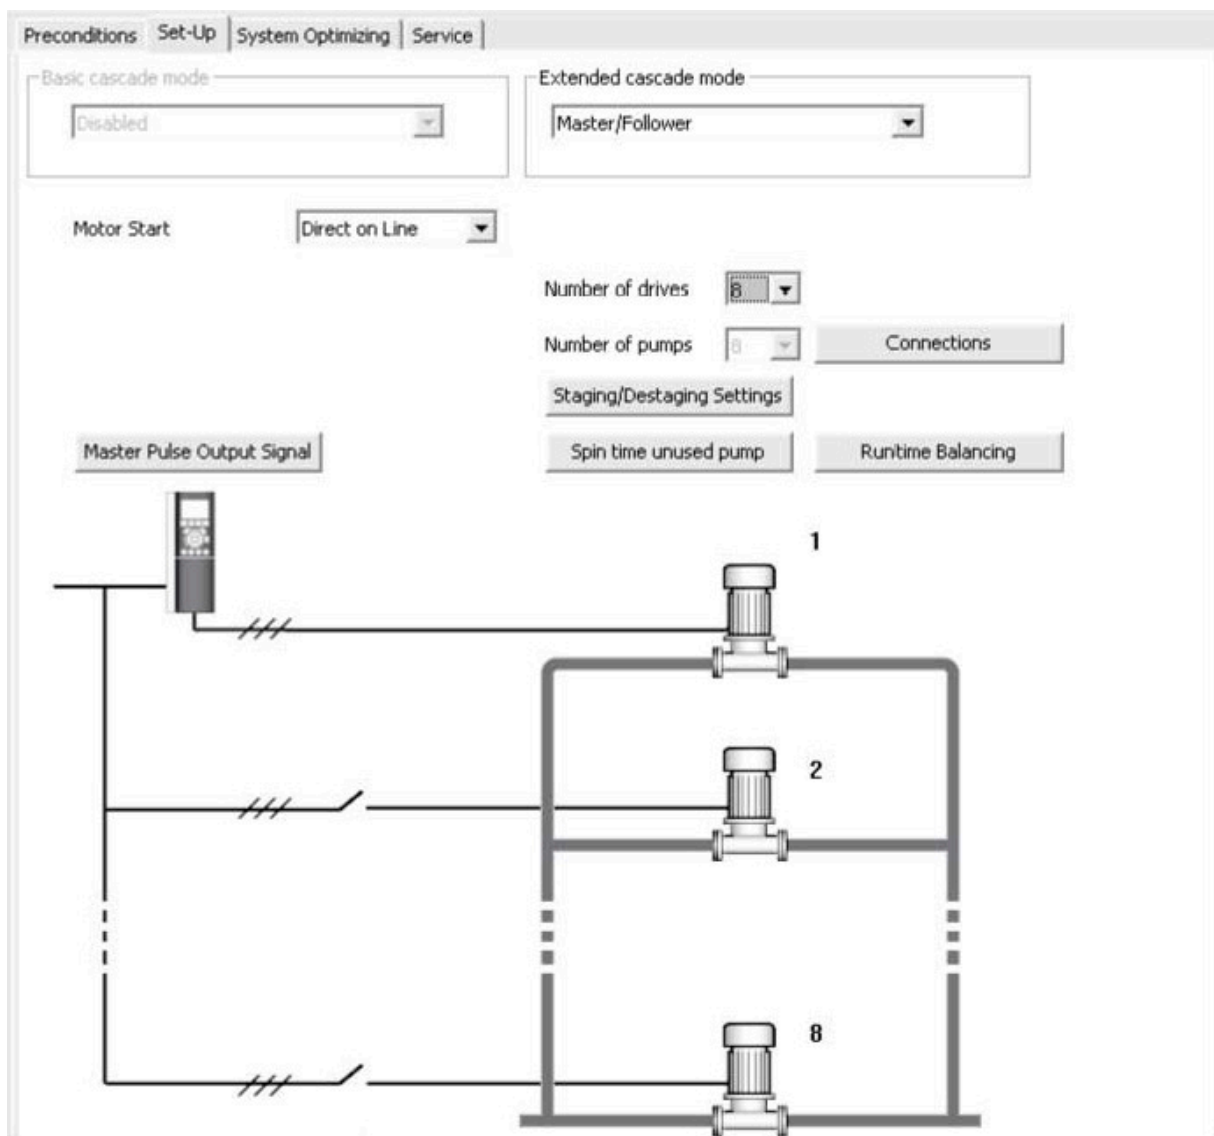 Preconditions Set-Up System Optimizing Service
Basic cascade mode
Disabled
Extended cascade mode
Master/Follower
Motor Start Direct on Line
Number of drives 8
Number of pumps 8 Connections
Staging/Destaging Settings
Master Pulse Output Signal Spin time unused pump Runtime Balancing
1
2
8